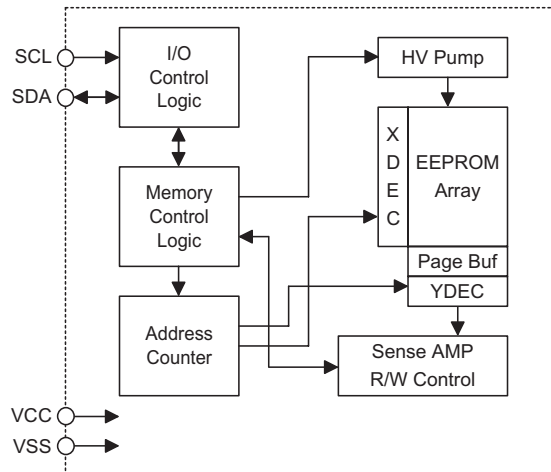 SCL
SDA
I/O
Control
Logic
HV Pump
X
D
E
C
EEPROM
Array
Memory
Control
Logic
Page Buf
YDEC
Address
Counter
Sense AMP
R/W Control
VCC
VSS